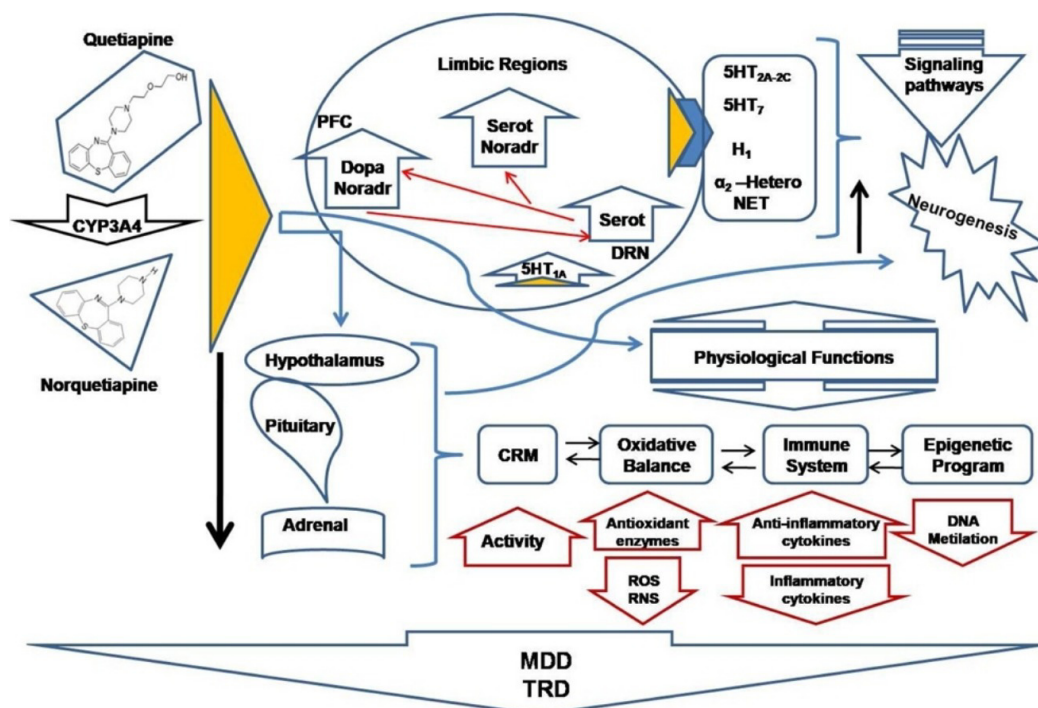 Quetiapine
OH
O
N
N
N
S
CYP3A4
H
N
N
N
S
Norquetiapine
Limbic Regions
PFC
Serot
Noradr
Dopa
Noradr
Serot
DRN
5HT1A
5HT2A-2C
5HT7
H1
α2 –Hetero
NET
Signaling
pathways
Neurogenesis
Physiological Functions
Hypothalamus
Pituitary
Adrenal
CRM
Oxidative
Balance
Immune
System
Epigenetic
Program
Activity
Antioxidant
enzymes
Anti-inflammatory
cytokines
DNA
Metilation
ROS
RNS
Inflammatory
cytokines
MDD
TRD